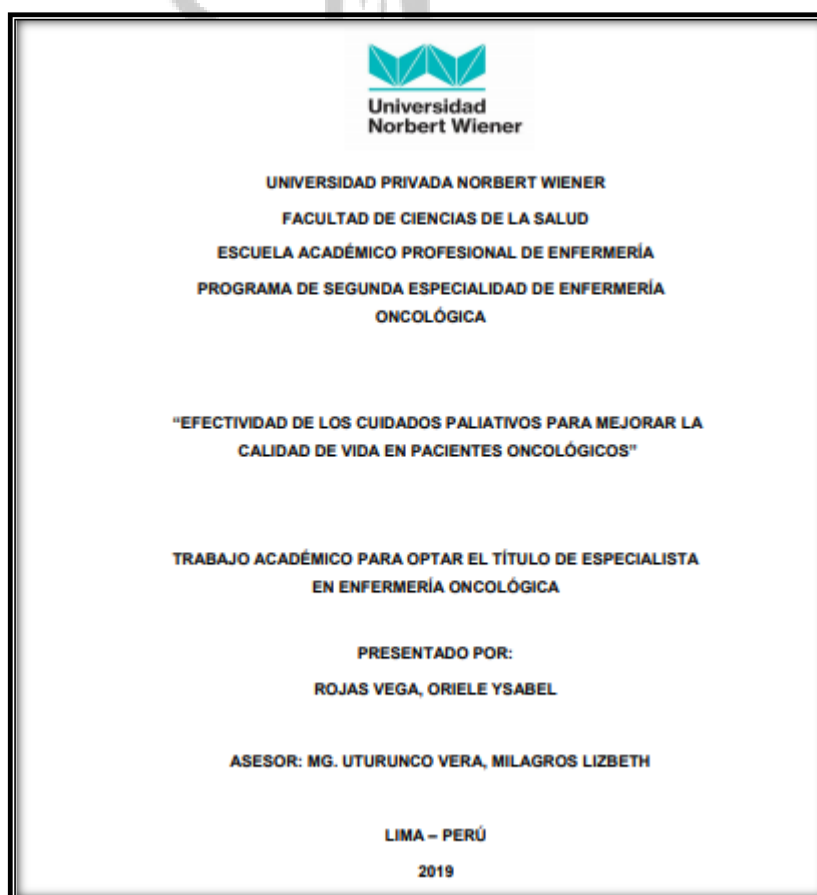 Universidad
Norbert Wiener
UNIVERSIDAD PRIVADA NORBERT WIENER
FACULTAD DE CIENCIAS DE LA SALUD
ESCUELA ACADÉMICO PROFESIONAL DE ENFERMERÍA
PROGRAMA DE SEGUNDA ESPECIALIDAD DE ENFERMERÍA
ONCOLÓGICA
“EFECTIVIDAD DE LOS CUIDADOS PALIATIVOS PARA MEJORAR LA
CALIDAD DE VIDA EN PACIENTES ONCOLÓGICOS”
TRABAJO ACADÉMICO PARA OPTAR EL TÍTULO DE ESPECIALISTA
EN ENFERMERÍA ONCOLÓGICA
PRESENTADO POR:
ROJAS VEGA, ORIELE YSABEL
ASESOR: MG. UTURUNCO VERA, MILAGROS LIZBETH
LIMA – PERÚ
2019